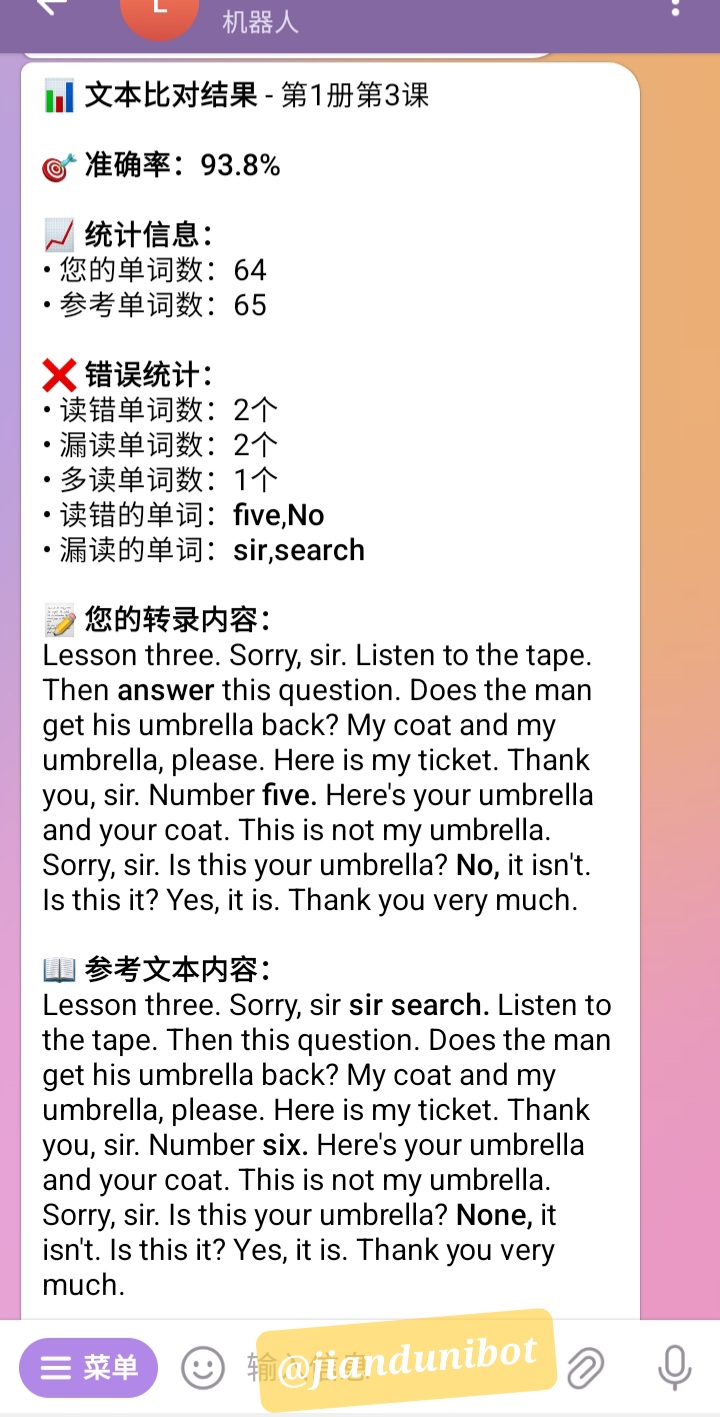 L
机器人
文本比对结果 - 第1册第3课
准确率：93.8%
统计信息：
• 您的单词数：64
• 参考单词数：65
错误统计：
• 读错单词数：2个
• 漏读单词数：2个
• 多读单词数：1个
• 读错的单词：five,No
• 漏读的单词：sir,search
您的转录内容：
Lesson three. Sorry, sir. Listen to the tape.
Then answer this question. Does the man
get his umbrella back? My coat and my
umbrella, please. Here is my ticket. Thank
you, sir. Number five. Here's your umbrella
and your coat. This is not my umbrella.
Sorry, sir. Is this your umbrella? No, it isn't.
Is this it? Yes, it is. Thank you very much.
参考文本内容：
Lesson three. Sorry, sir sir search. Listen to
the tape. Then this question. Does the man
get his umbrella back? My coat and my
umbrella, please. Here is my ticket. Thank
you, sir. Number six. Here's your umbrella
and your coat. This is not my umbrella.
Sorry, sir. Is this your umbrella? None, it
isn't. Is this it? Yes, it is. Thank you very
much.
菜单
输入信息
@jiandunibot